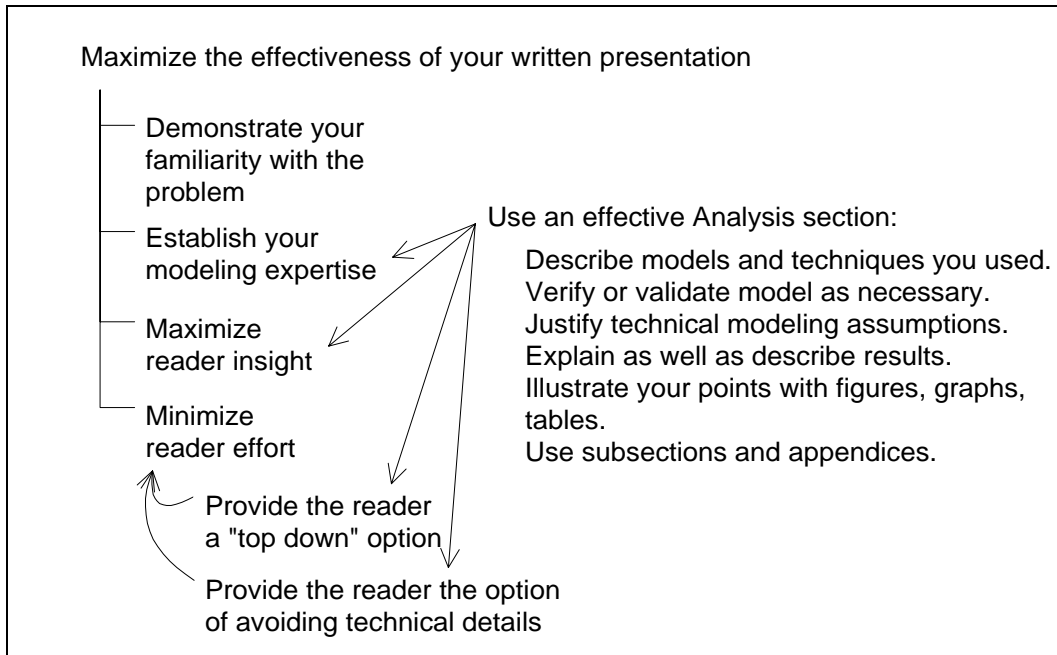 Maximize the effectiveness of your written presentation
Demonstrate your
familiarity with the
problem
Establish your
modeling expertise
Maximize
reader insight
Minimize
reader effort
Provide the reader
a "top down" option
Provide the reader the option
of avoiding technical details
Use an effective Analysis section:
Describe models and techniques you used.
Verify or validate model as necessary.
Justify technical modeling assumptions.
Explain as well as describe results.
Illustrate your points with figures, graphs,
tables.
Use subsections and appendices.